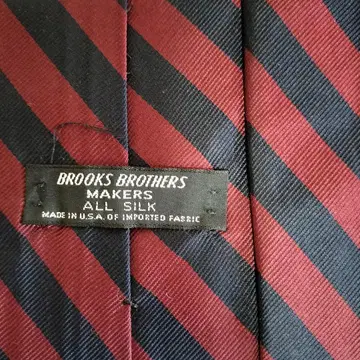 BROOKS BROTHERS
MAKERS
ALL SILK
MADE IN U.S.A. OF IMPORTED FABRIC